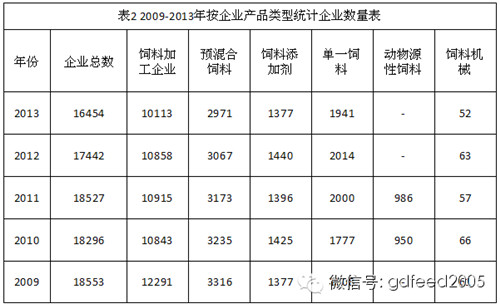 表2 2009-2013年按企业产品类型统计企业数量表
年份 企业总数 饲料加工企业 预混合饲料 饲料添加剂 单一饲料 动物源性饲料 饲料机械
2013 16454 10113 2971 1377 1941 - 52
2012 17442 10858 3067 1440 2014 - 63
2011 18527 10915 3173 1396 2000 986 57
2010 18296 10843 3235 1425 1777 950 66
2009 18553 12291 3316 1377
微信号: gdfeed2605